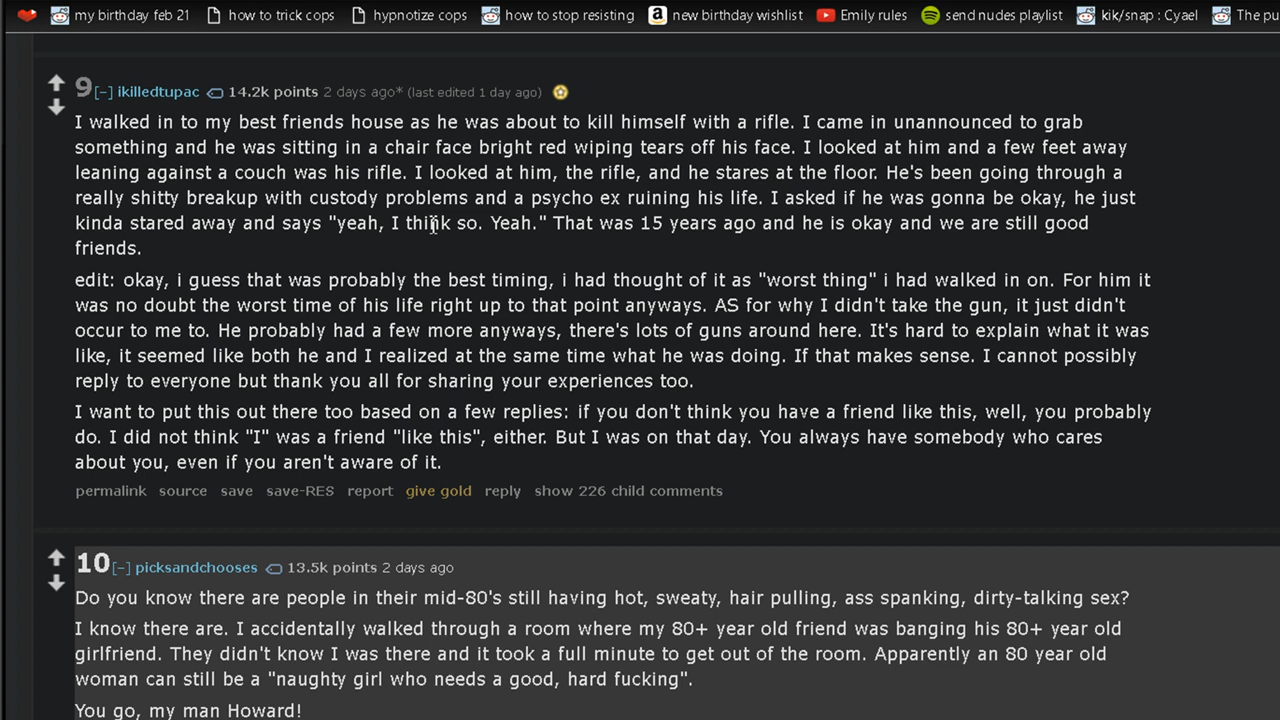 my birthday feb 21 how to trick cops hypnotize cops how to stop resisting new birthday wishlist Emily rules send nudes playlist kik/snap : Cyael The pu
9 [-] ikilledtupac 14.2k points 2 days ago* (last edited 1 day ago)
I walked in to my best friends house as he was about to kill himself with a rifle. I came in unannounced to grab
something and he was sitting in a chair face bright red wiping tears off his face. I looked at him and a few feet away
leaning against a couch was his rifle. I looked at him, the rifle, and he stares at the floor. He's been going through a
really shitty breakup with custody problems and a psycho ex ruining his life. I asked if he was gonna be okay, he just
kinda stared away and says "yeah, I think so. Yeah." That was 15 years ago and he is okay and we are still good
friends.
edit: okay, i guess that was probably the best timing, i had thought of it as "worst thing" i had walked in on. For him it
was no doubt the worst time of his life right up to that point anyways. AS for why I didn't take the gun, it just didn't
occur to me to. He probably had a few more anyways, there's lots of guns around here. It's hard to explain what it was
like, it seemed like both he and I realized at the same time what he was doing. If that makes sense. I cannot possibly
reply to everyone but thank you all for sharing your experiences too.
I want to put this out there too based on a few replies: if you don't think you have a friend like this, well, you probably
do. I did not think "I" was a friend "like this", either. But I was on that day. You always have somebody who cares
about you, even if you aren't aware of it.
permalink source save save-RES report give gold reply show 226 child comments
10 [-] picksandchooses 13.5k points 2 days ago
Do you know there are people in their mid-80's still having hot, sweaty, hair pulling, ass spanking, dirty-talking sex?
I know there are. I accidentally walked through a room where my 80+ year old friend was banging his 80+ year old
girlfriend. They didn't know I was there and it took a full minute to get out of the room. Apparently an 80 year old
woman can still be a "naughty girl who needs a good, hard fucking".
You go, my man Howard!